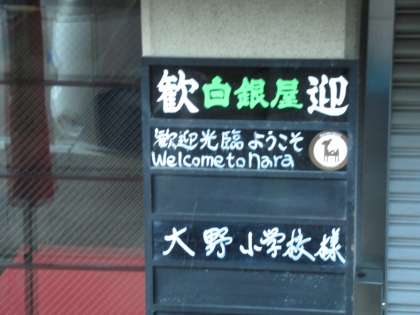 歓白銀屋迎
歓迎光臨ようこそ
Welcome to nara
大野小学校様